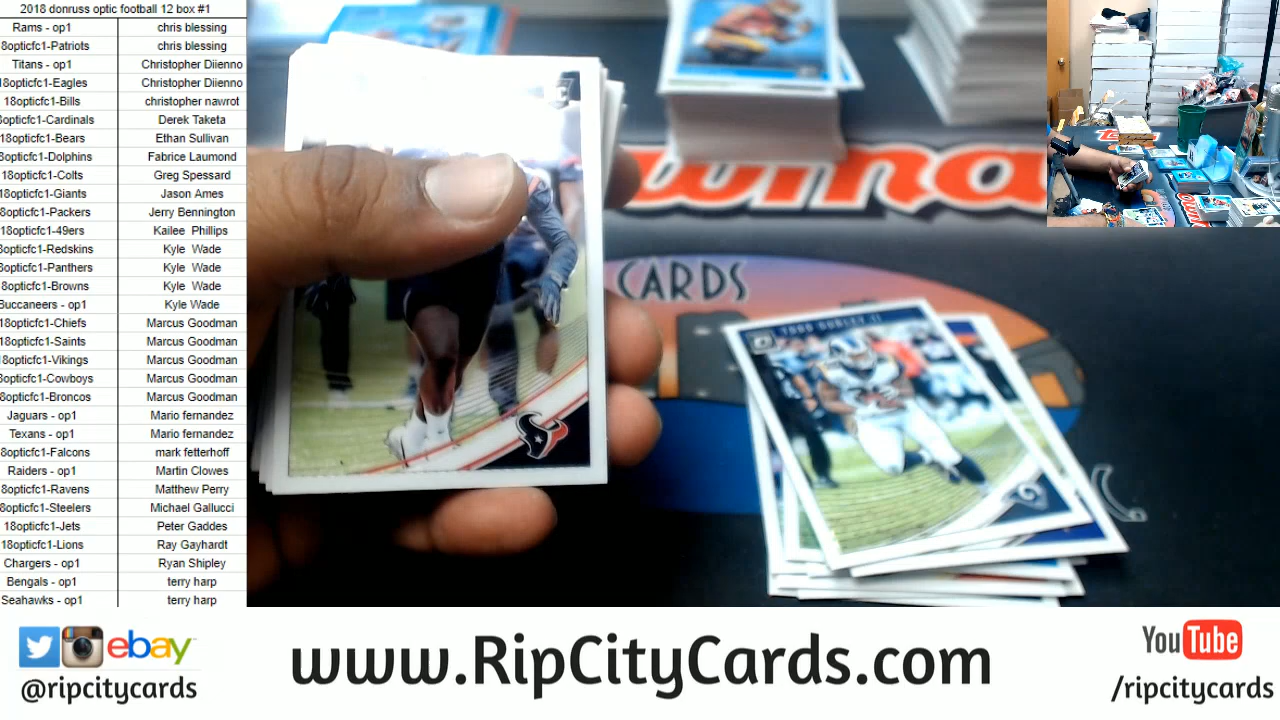 2018 donruss optic football 12 box #1
Rams - op1 chris blessing
8opticfc1-Patriots chris blessing
Titans - op1 Christopher Diienno
18opticfc1-Eagles Christopher Diienno
18opticfc1-Bills christopher nawrot
8opticfc1-Cardinals Derek Taketa
18opticfc1-Bears Ethan Sullivan
8opticfc1-Dolphins Fabrice Laumond
18opticfc1-Colts Greg Spessard
18opticfc1-Giants Jason Ames
8opticfc1-Packers Jerry Bennington
18opticfc1-49ers Kailee Phillips
8opticfc1-Redskins Kyle Wade
8opticfc1-Panthers Kyle Wade
8opticfc1-Browns Kyle Wade
Buccaneers - op1 Kyle Wade
18opticfc1-Chiefs Marcus Goodman
18opticfc1-Saints Marcus Goodman
18opticfc1-Vikings Marcus Goodman
8opticfc1-Cowboys Marcus Goodman
8opticfc1-Broncos Marcus Goodman
Jaguars - op1 Mario fernandez
Texans - op1 Mario fernandez
8opticfc1-Falcons mark fetterhoff
Raiders - op1 Martin Clowes
8opticfc1-Ravens Matthew Perry
8opticfc1-Steelers Michael Gallucci
18opticfc1-Jets Peter Gaddes
18opticfc1-Lions Ray Gayhardt
Chargers - op1 Ryan Shipley
Bengals - op1 terry harp
Seahawks - op1 terry harp
CARDS
TODD GURLEY II
ebay
@ripcitycards
www.RipCityCards.com
YouTube
/ripcitycards